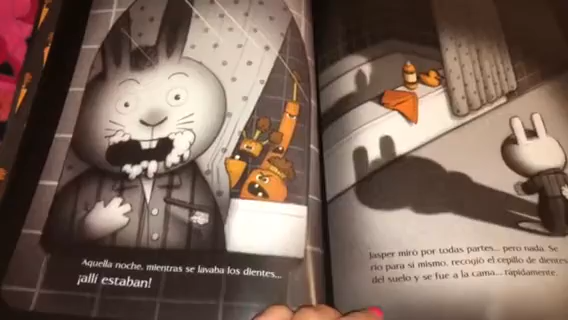 Aquella noche, mientras se lavaba los dientes...
¡allí estaban!
Jasper miró por todas partes... pero nada. Se
rio para sí mismo, recogió el cepillo de dientes
del suelo y se fue a la cama... rápidamente.